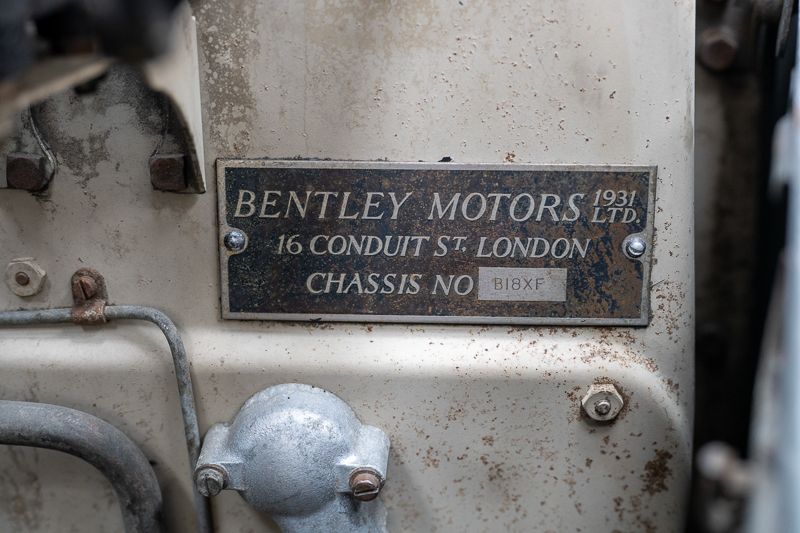 BENTLEY MOTORS 1931 LTD.
16 CONDUIT ST. LONDON
CHASSIS NO B18XF